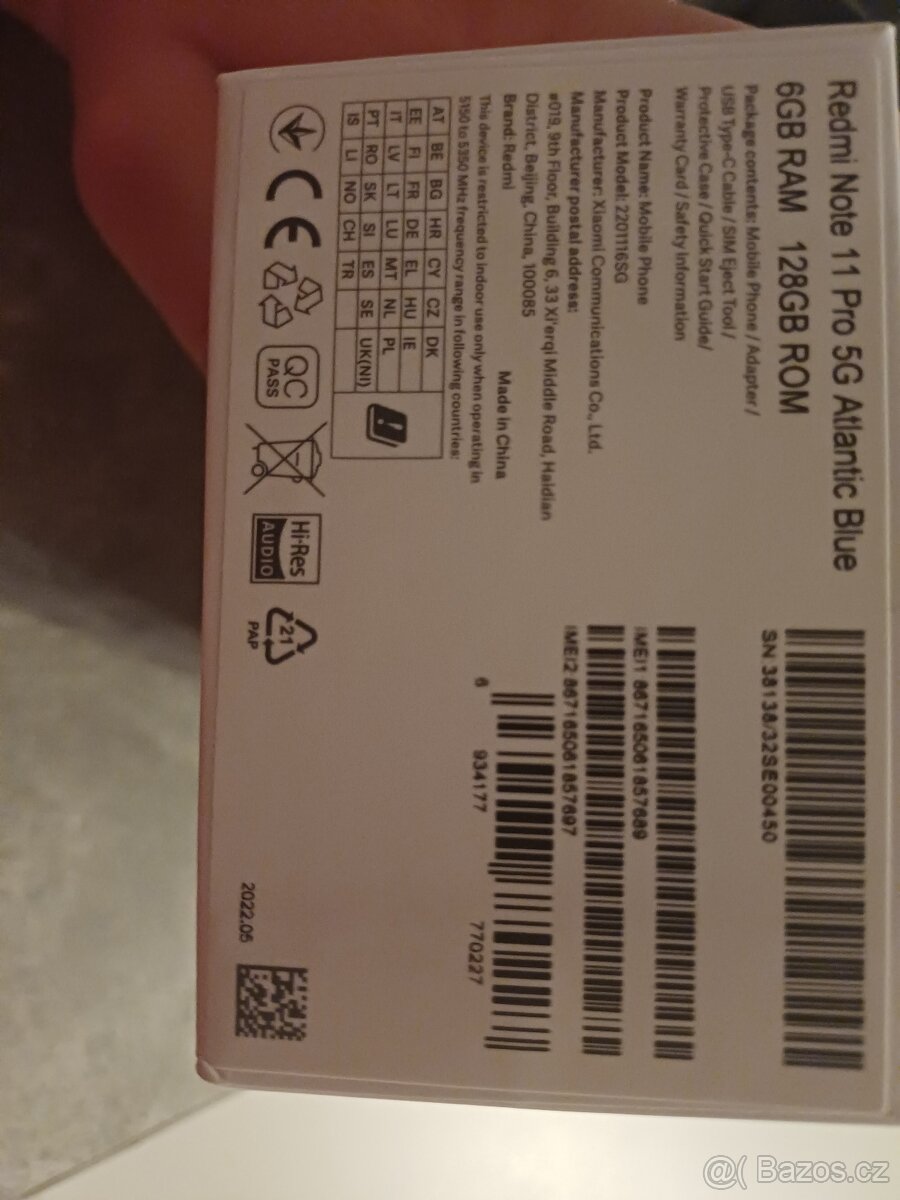 Redmi Note 11 Pro 5G Atlantic Blue
6GB RAM 128GB ROM
Package contents: Mobile Phone / Adapter /
USB Type-C Cable / SIM Eject Tool /
Protective Case / Quick Start Guide/
Warranty Card / Safety Information
Product Name: Mobile Phone
Product Model: 2201116SG
Manufacturer: Xiaomi Communications Co., Ltd.
Manufacturer postal address:
#019, 9th Floor, Building 6, 33 Xi'erqi Middle Road, Haidian
District, Beijing, China, 100085
Brand: Redmi
Made in China
This device is restricted to indoor use only when operating in
5150 to 5350 MHz frequency range in following countries:
AT BE BG HR CY CZ DK
EE FI FR DE EL HU IE
IT LV LT LU MT NL PL
PT RO SK SI ES SE UK(NI)
IS LI NO CH TR
CE
QC
PASS
Hi-Res
AUDIO
21
PAP
SN 38138/32SE00450
IMEI1 867165061857689
IMEI2 867165061857697
6 934177 770227
2022.05
@( Bazos.cz